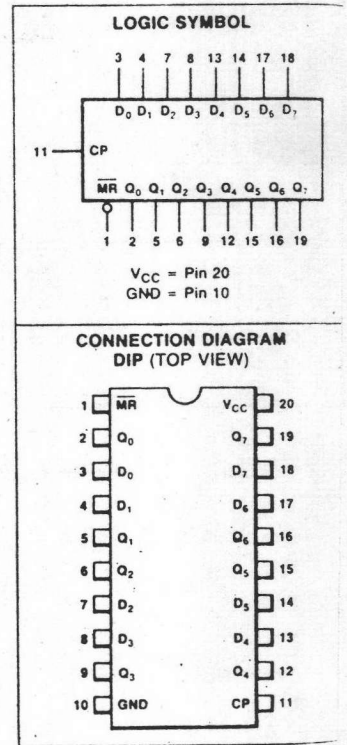 LOGIC SYMBOL
3 4 7 8 13 14 17 18
D0 D1 D2 D3 D4 D5 D6 D7
11 CP
MR Q0 Q1 Q2 Q3 Q4 Q5 Q6 Q7
1 2 5 6 9 12 15 16 19
VCC = Pin 20
GND = Pin 10
CONNECTION DIAGRAM
DIP (TOP VIEW)
1 MR VCC 20
2 Q0 Q7 19
3 D0 D7 18
4 D1 D6 17
5 Q1 Q6 16
6 Q2 Q5 15
7 D2 D5 14
8 D3 D4 13
9 Q3 Q4 12
10 GND CP 11